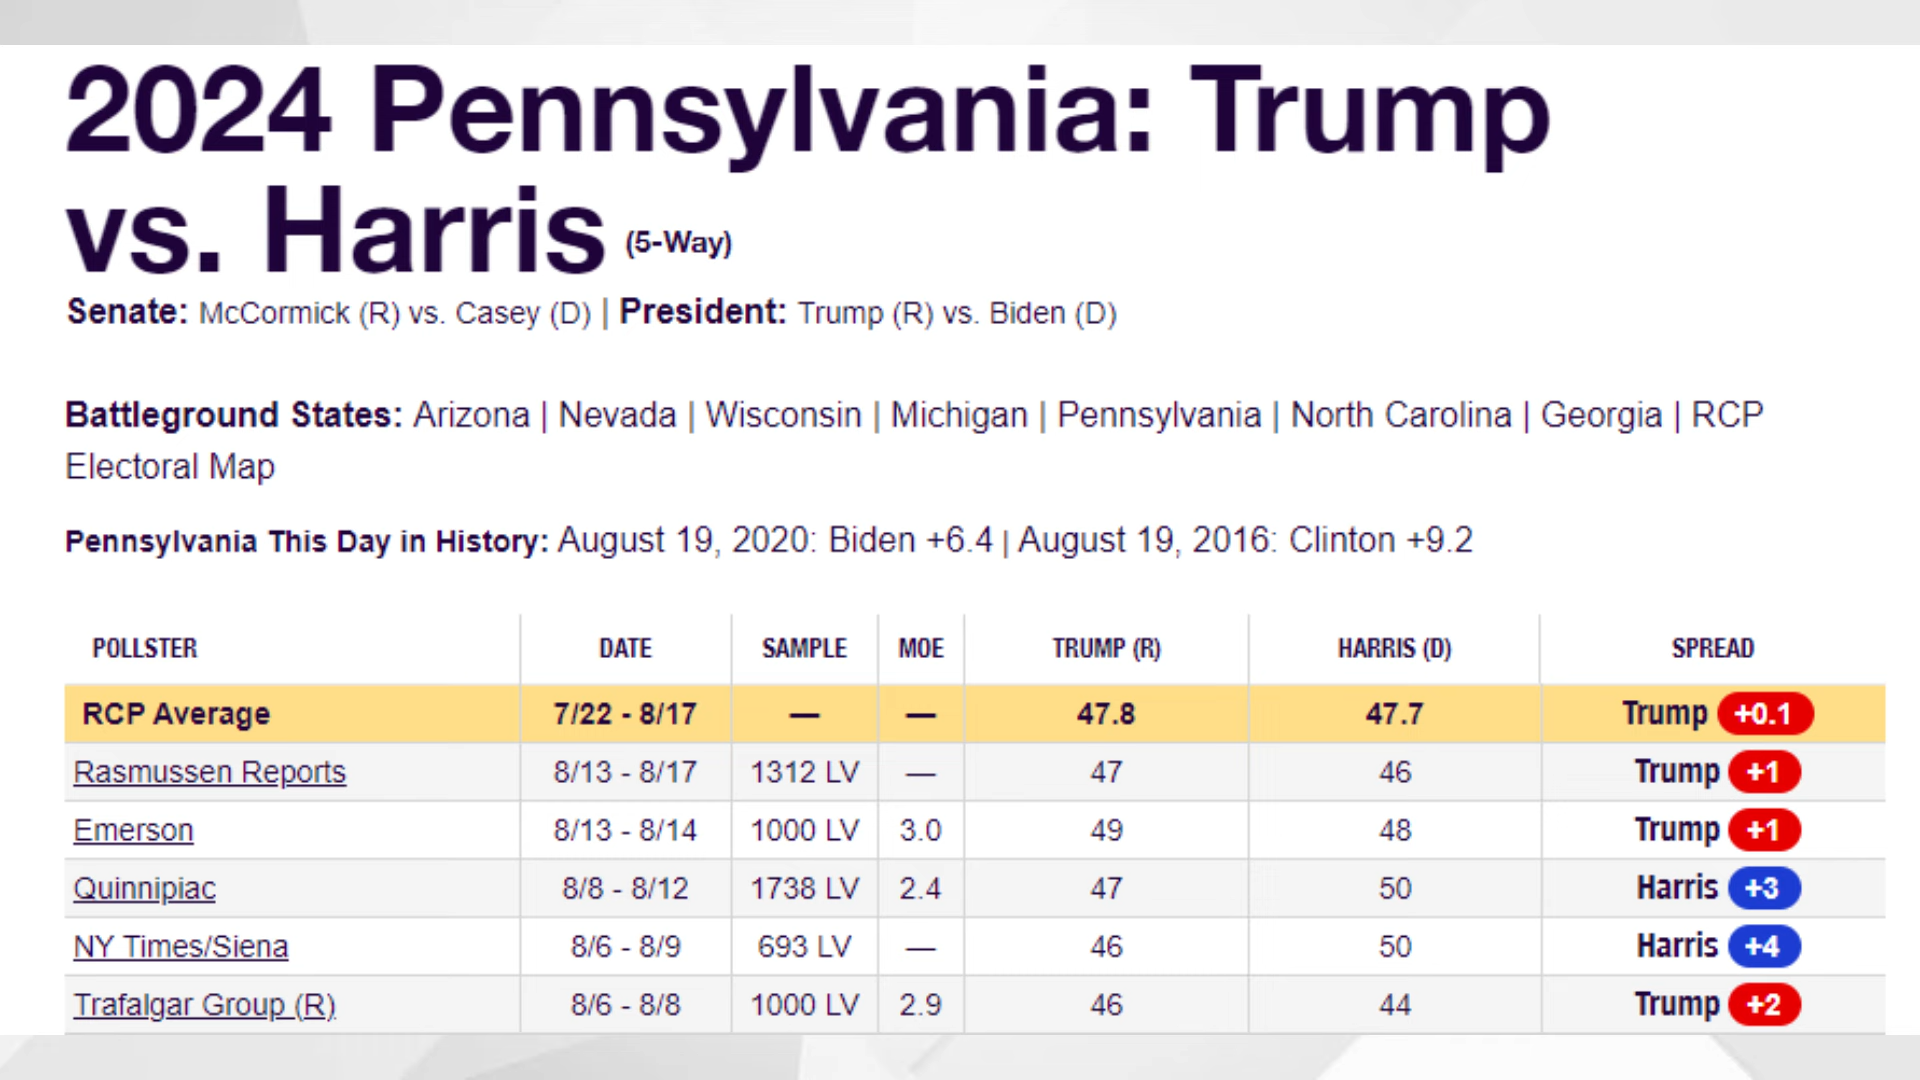 2024 Pennsylvania: Trump
vs. Harris (5-Way)
Senate: McCormick (R) vs. Casey (D) | President: Trump (R) vs. Biden (D)
Battleground States: Arizona | Nevada | Wisconsin | Michigan | Pennsylvania | North Carolina | Georgia | RCP
Electoral Map
Pennsylvania This Day in History: August 19, 2020: Biden +6.4 | August 19, 2016: Clinton +9.2
POLLSTER DATE SAMPLE MOE TRUMP (R) HARRIS (D) SPREAD
RCP Average 7/22 - 8/17 — — 47.8 47.7 Trump +0.1
Rasmussen Reports 8/13 - 8/17 1312 LV — 47 46 Trump +1
Emerson 8/13 - 8/14 1000 LV 3.0 49 48 Trump +1
Quinnipiac 8/8 - 8/12 1738 LV 2.4 47 50 Harris +3
NY Times/Siena 8/6 - 8/9 693 LV — 46 50 Harris +4
Trafalgar Group (R) 8/6 - 8/8 1000 LV 2.9 46 44 Trump +2